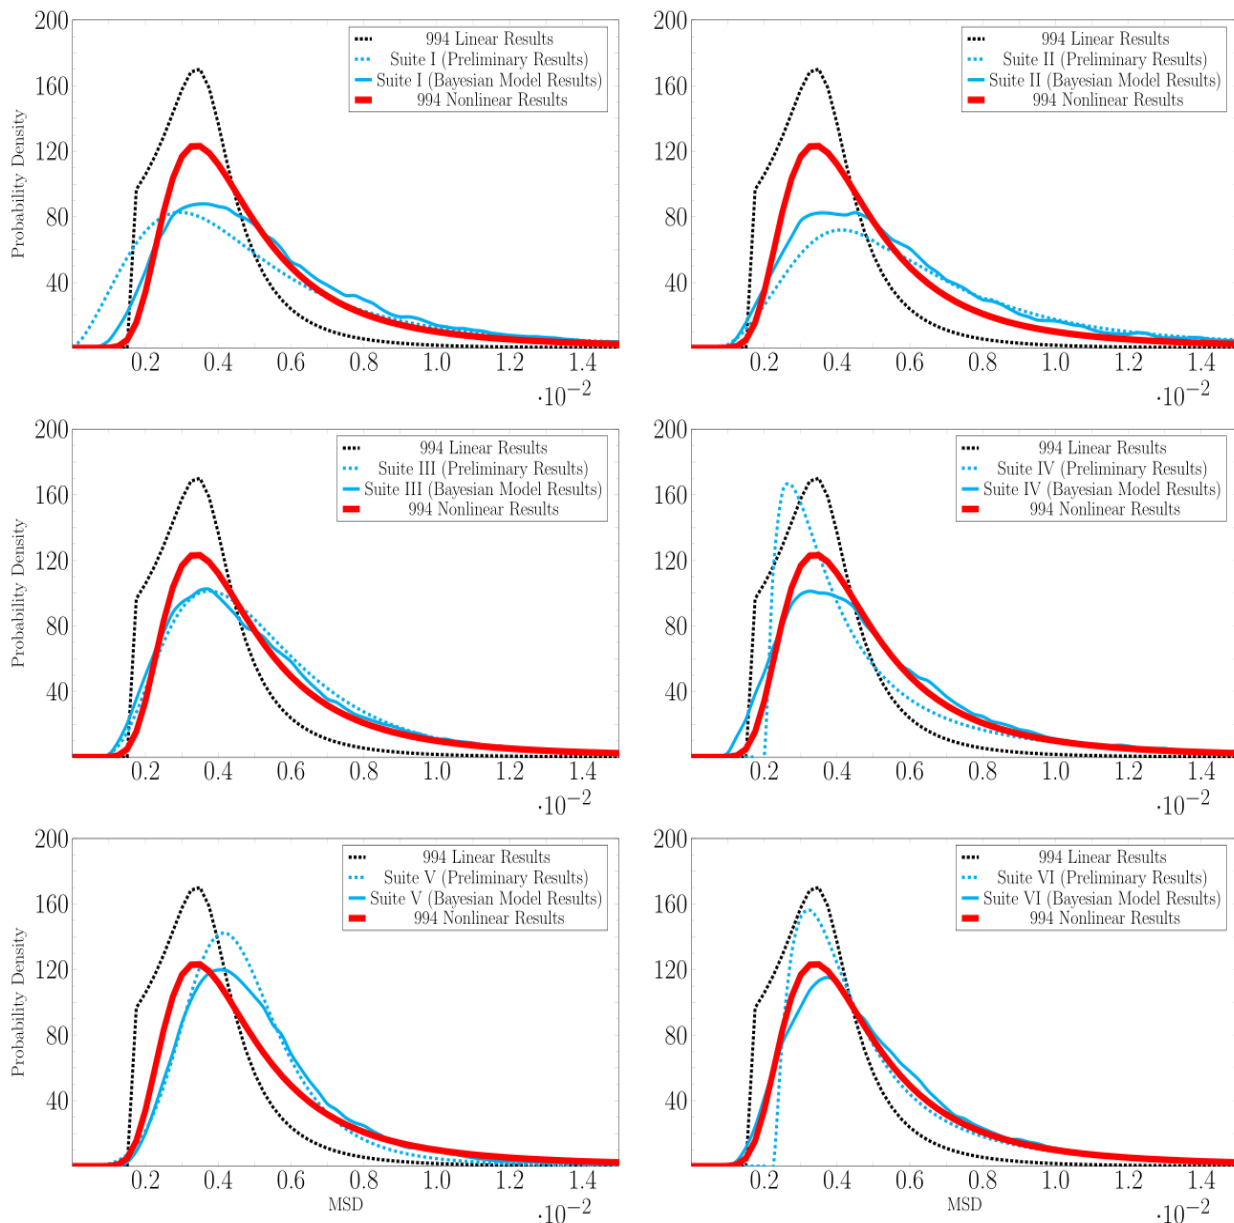 200
160
120
80
40
Probability Density
994 Linear Results
Suite I (Preliminary Results)
Suite I (Bayesian Model Results)
994 Nonlinear Results
0.2 0.4 0.6 0.8 1.0 1.2 1.4
·10⁻²
200
160
120
80
40
994 Linear Results
Suite II (Preliminary Results)
Suite II (Bayesian Model Results)
994 Nonlinear Results
0.2 0.4 0.6 0.8 1.0 1.2 1.4
·10⁻²
200
160
120
80
40
Probability Density
994 Linear Results
Suite III (Preliminary Results)
Suite III (Bayesian Model Results)
994 Nonlinear Results
0.2 0.4 0.6 0.8 1.0 1.2 1.4
·10⁻²
200
160
120
80
40
994 Linear Results
Suite IV (Preliminary Results)
Suite IV (Bayesian Model Results)
994 Nonlinear Results
0.2 0.4 0.6 0.8 1.0 1.2 1.4
·10⁻²
200
160
120
80
40
Probability Density
994 Linear Results
Suite V (Preliminary Results)
Suite V (Bayesian Model Results)
994 Nonlinear Results
0.2 0.4 0.6 0.8 1.0 1.2 1.4
MSD
·10⁻²
200
160
120
80
40
994 Linear Results
Suite VI (Preliminary Results)
Suite VI (Bayesian Model Results)
994 Nonlinear Results
0.2 0.4 0.6 0.8 1.0 1.2 1.4
MSD
·10⁻²